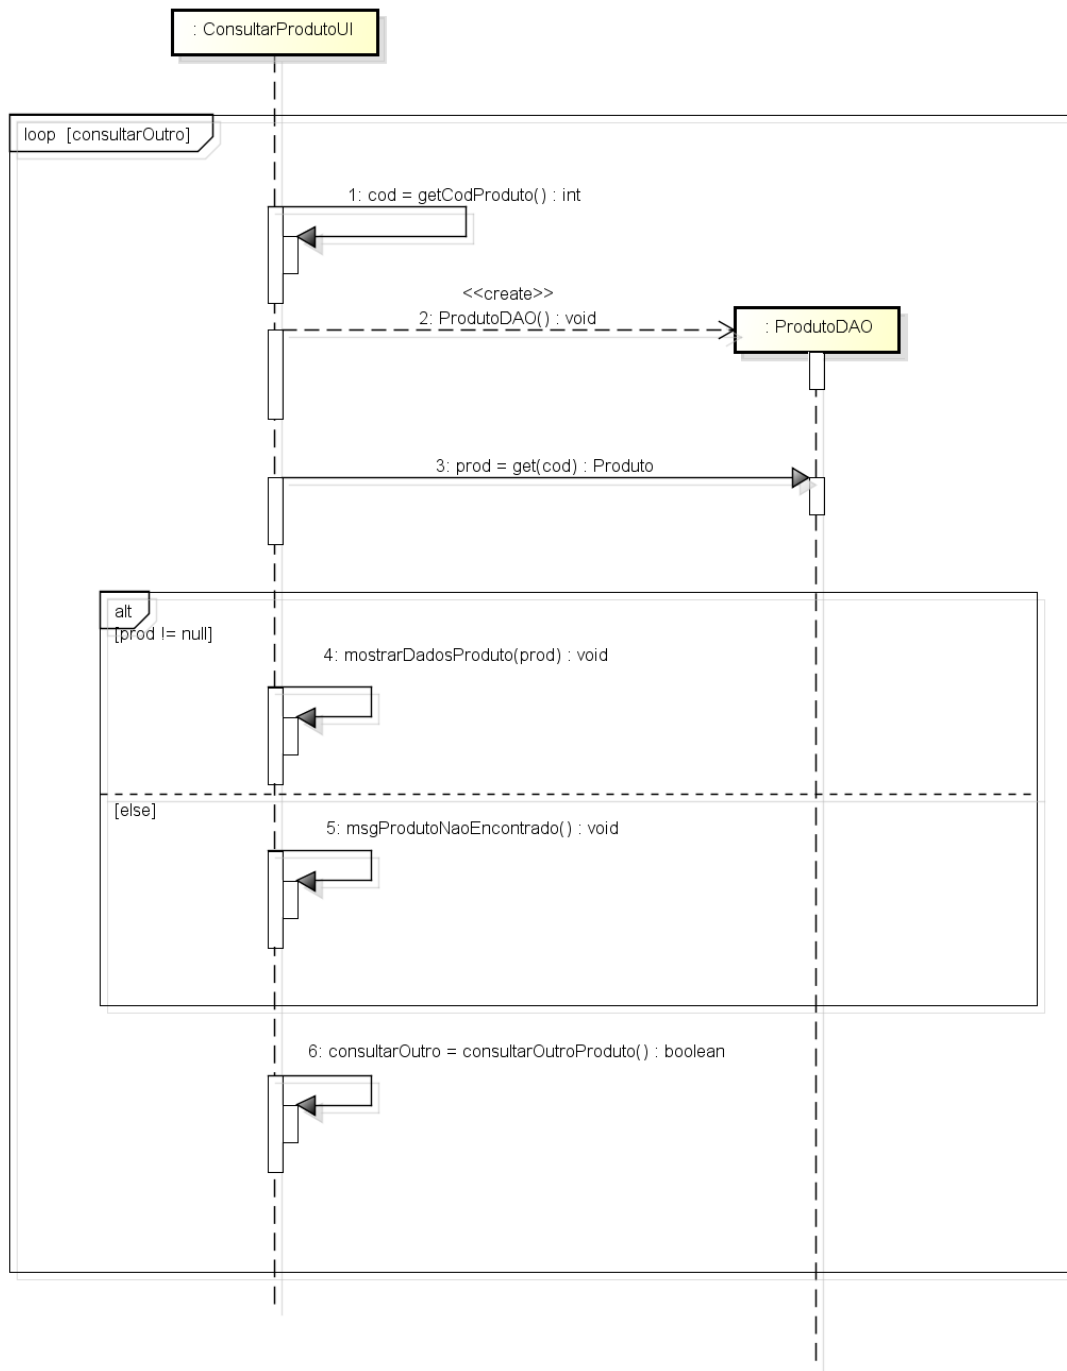 : ConsultarProdutoUI
loop [consultarOutro]
1: cod = getCodProduto() : int
<<create>>
2: ProdutoDAO() : void
: ProdutoDAO
3: prod = get(cod) : Produto
alt
[prod != null]
4: mostrarDadosProduto(prod) : void
[else]
5: msgProdutoNaoEncontrado() : void
6: consultarOutro = consultarOutroProduto() : boolean